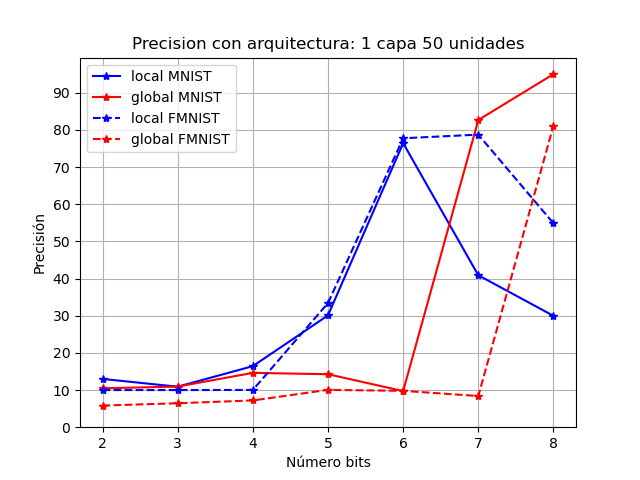 Precision con arquitectura: 1 capa 50 unidades
local MNIST
global MNIST
local FMNIST
global FMNIST
90
80
70
60
50
40
30
20
10
0
Precisión
2 3 4 5 6 7 8
Número bits